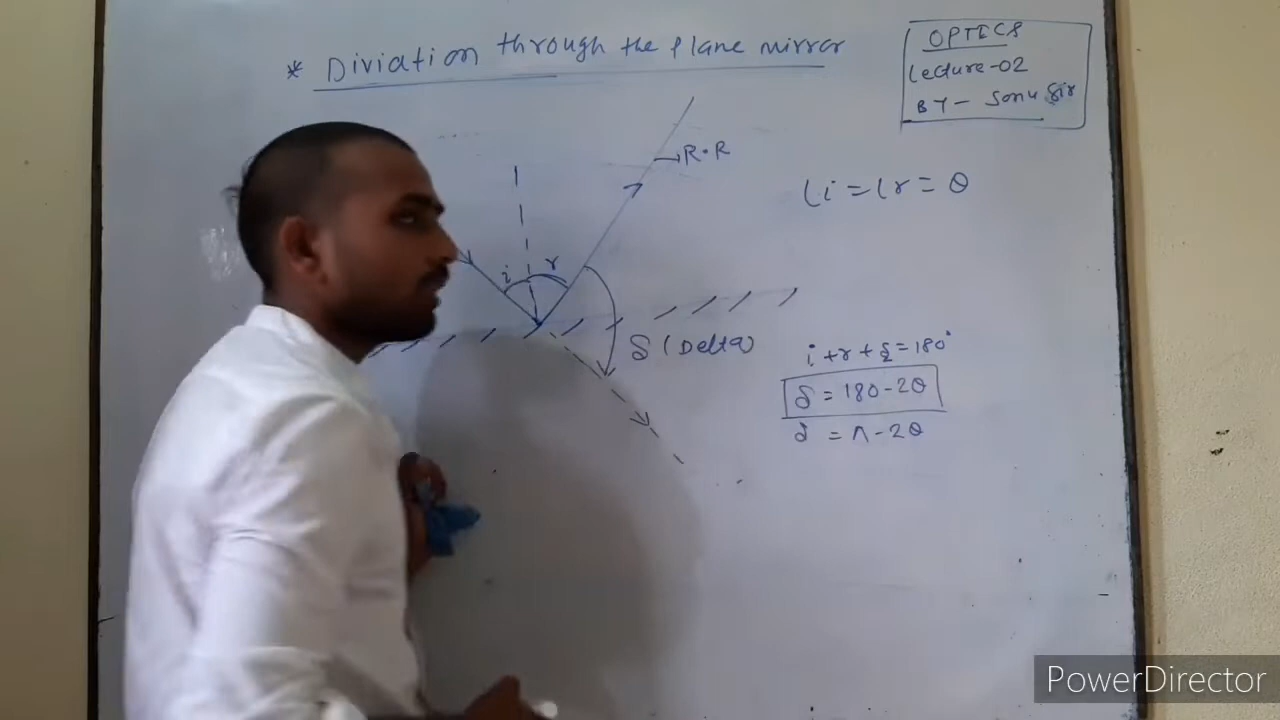 * Diviation through the Plane mirror
OPTICS
Lecture-02
BY- Sonu Sir
R.R
∠i = ∠r = θ
i r
δ (Delta)
i + r + δ = 180°
δ = 180 - 2θ
δ = π - 2θ
PowerDirector